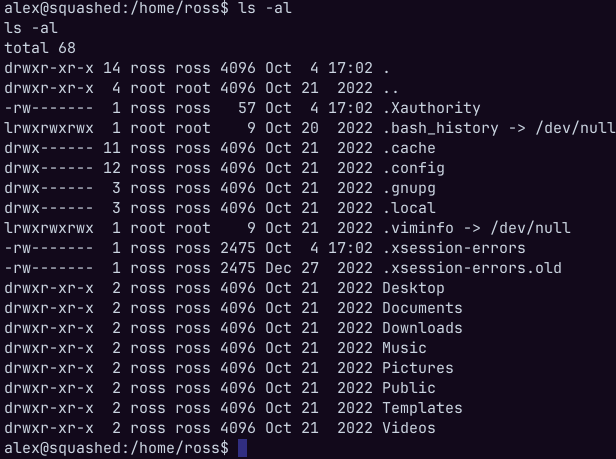 alex@squashed:/home/ross$ ls -al
ls -al
total 68
drwxr-xr-x 14 ross ross 4096 Oct  4 17:02 .
drwxr-xr-x  4 root root 4096 Oct 21  2022 ..
-rw-------  1 ross ross   57 Oct  4 17:02 .Xauthority
lrwxrwxrwx  1 root root    9 Oct 20  2022 .bash_history -> /dev/null
drwx------ 11 ross ross 4096 Oct 21  2022 .cache
drwx------ 12 ross ross 4096 Oct 21  2022 .config
drwx------  3 ross ross 4096 Oct 21  2022 .gnupg
drwx------  3 ross ross 4096 Oct 21  2022 .local
lrwxrwxrwx  1 root root    9 Oct 21  2022 .viminfo -> /dev/null
-rw-------  1 ross ross 2475 Oct  4 17:02 .xsession-errors
-rw-------  1 ross ross 2475 Dec 27  2022 .xsession-errors.old
drwxr-xr-x  2 ross ross 4096 Oct 21  2022 Desktop
drwxr-xr-x  2 ross ross 4096 Oct 21  2022 Documents
drwxr-xr-x  2 ross ross 4096 Oct 21  2022 Downloads
drwxr-xr-x  2 ross ross 4096 Oct 21  2022 Music
drwxr-xr-x  2 ross ross 4096 Oct 21  2022 Pictures
drwxr-xr-x  2 ross ross 4096 Oct 21  2022 Public
drwxr-xr-x  2 ross ross 4096 Oct 21  2022 Templates
drwxr-xr-x  2 ross ross 4096 Oct 21  2022 Videos
alex@squashed:/home/ross$